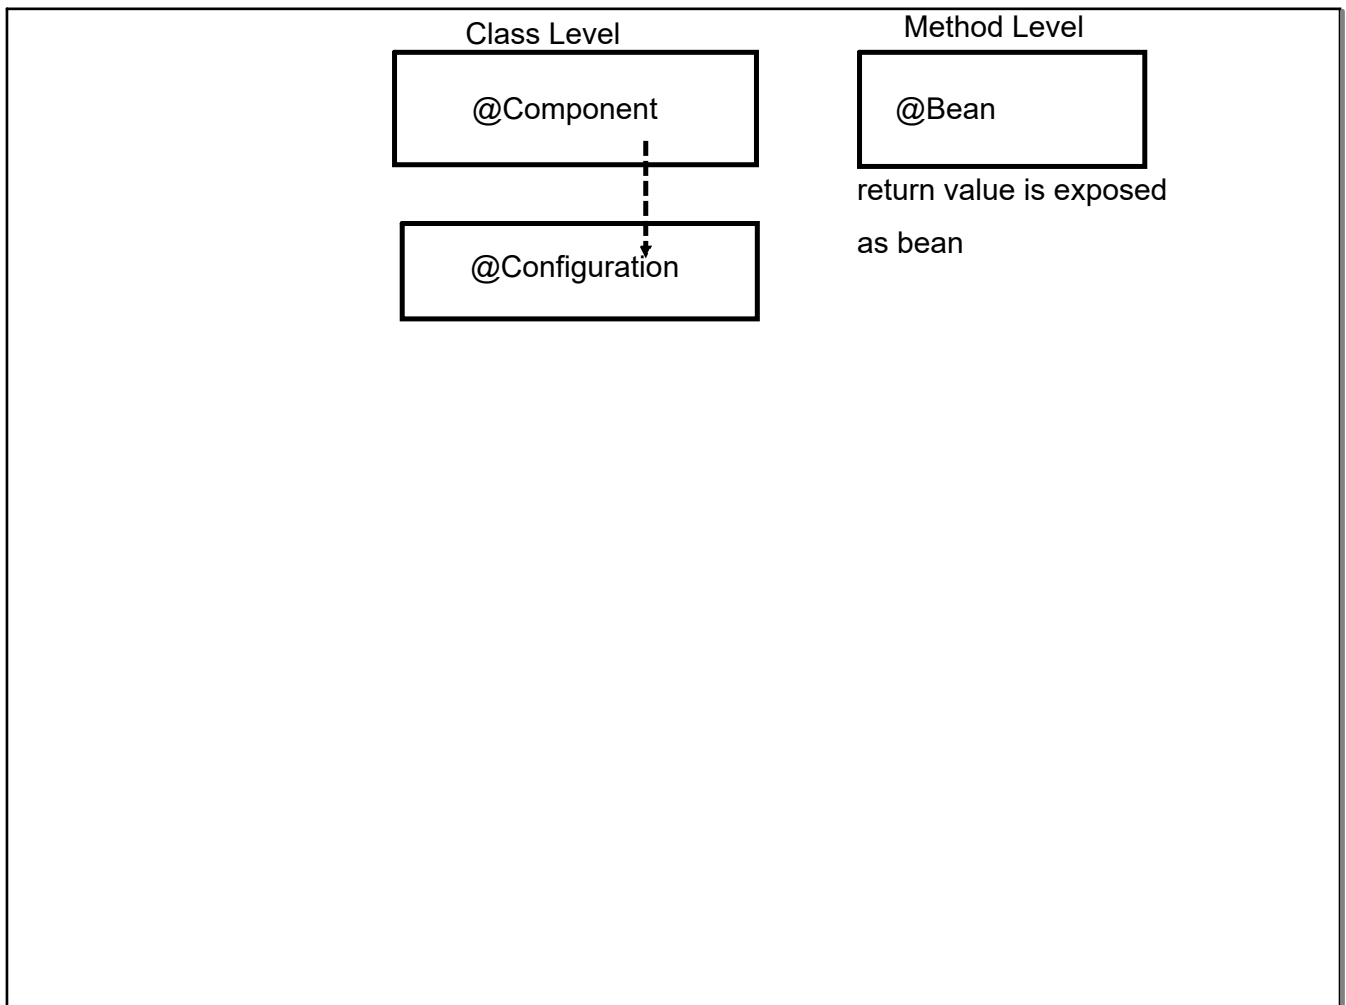 Class Level
Method Level
@Component
@Bean
return value is exposed
as bean
@Configuration